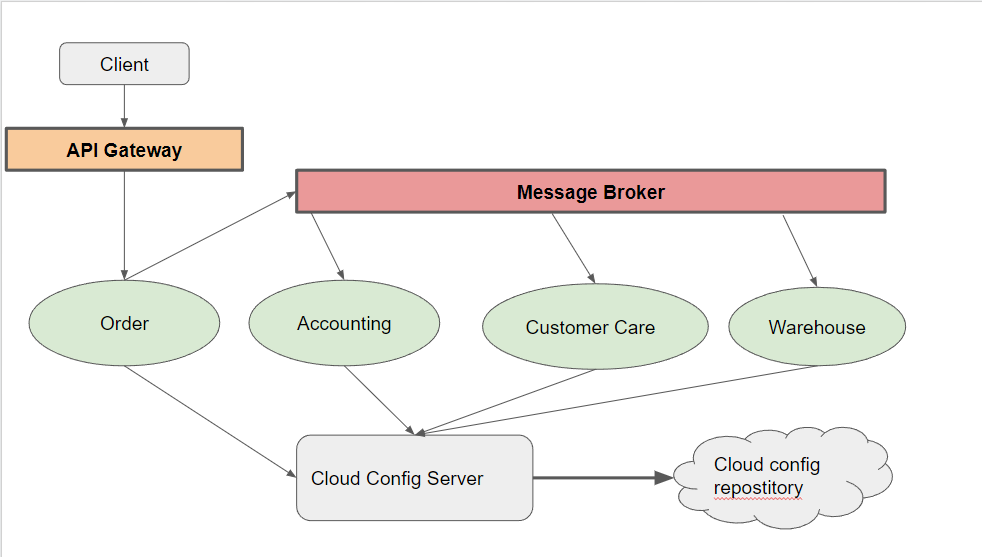 Client
API Gateway
Message Broker
Order
Accounting
Customer Care
Warehouse
Cloud Config Server
Cloud config
repostitory